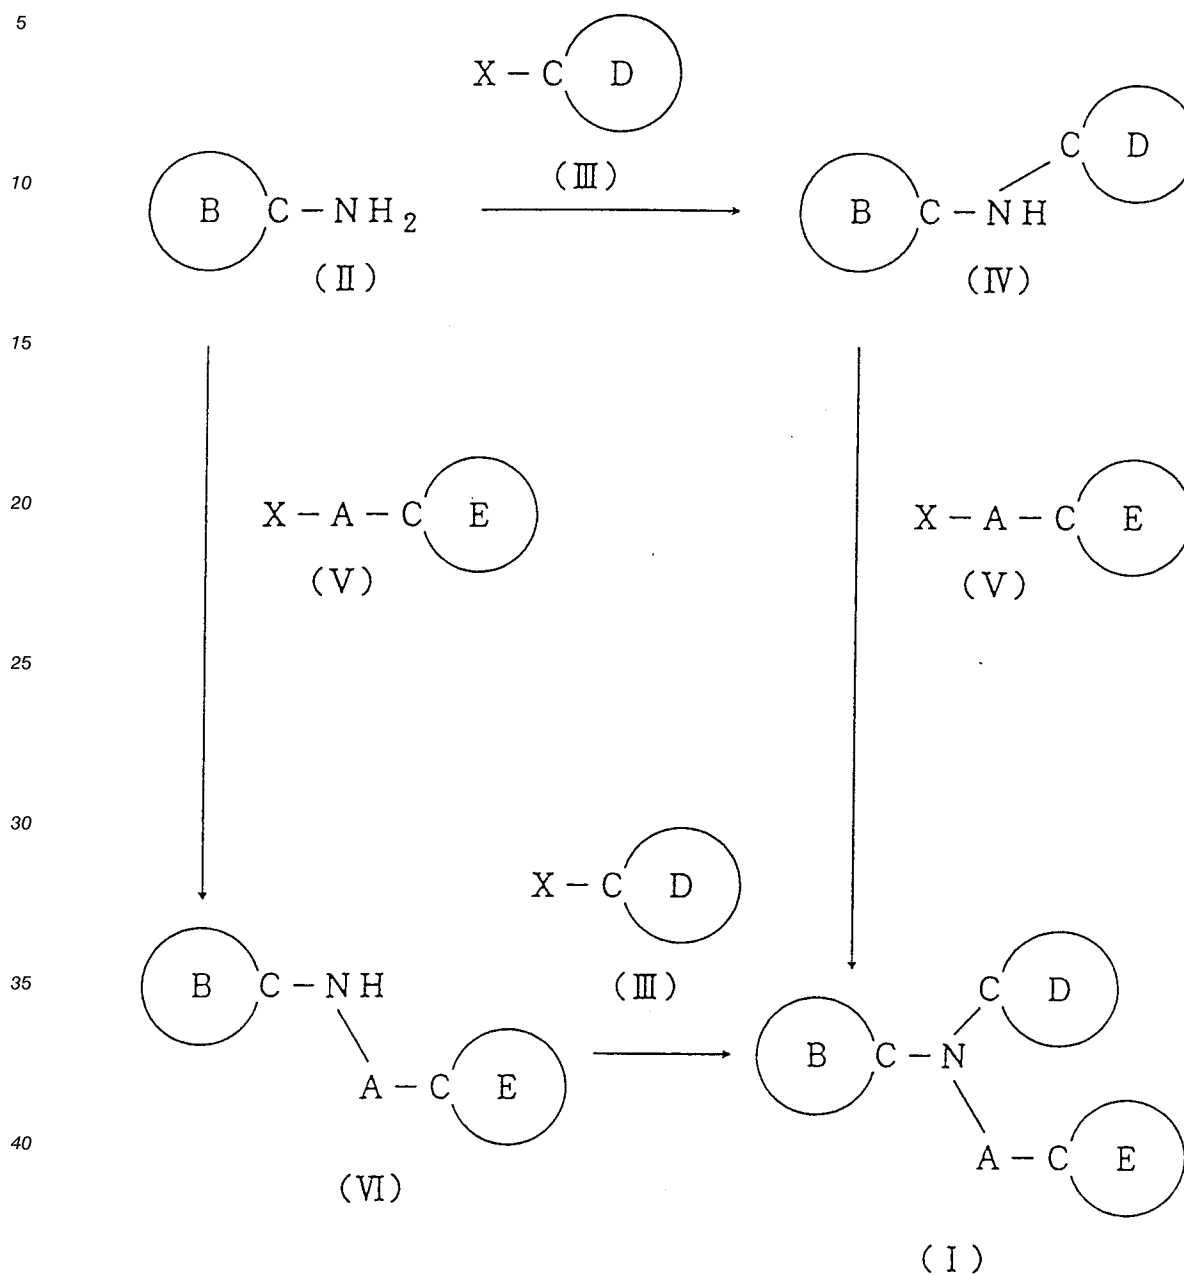 5
X – C D
(III)
C D
10
B C – NH₂
B C – NH
(II)
(IV)
15
20
X – A – C E
X – A – C E
(V)
(V)
25
30
X – C D
(III)
35
B C – NH
C D
B C – N
A – C E
40
A – C E
(VI)
(I)